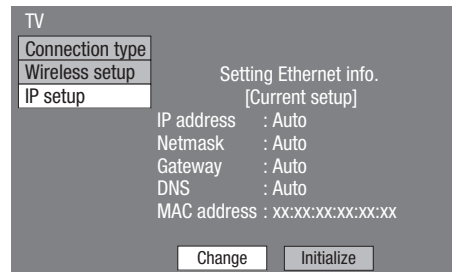 TV
Connection type
Wireless setup
IP setup
Setting Ethernet info.
[Current setup]
IP address : Auto
Netmask : Auto
Gateway : Auto
DNS : Auto
MAC address : xx:xx:xx:xx:xx:xx
Change
Initialize